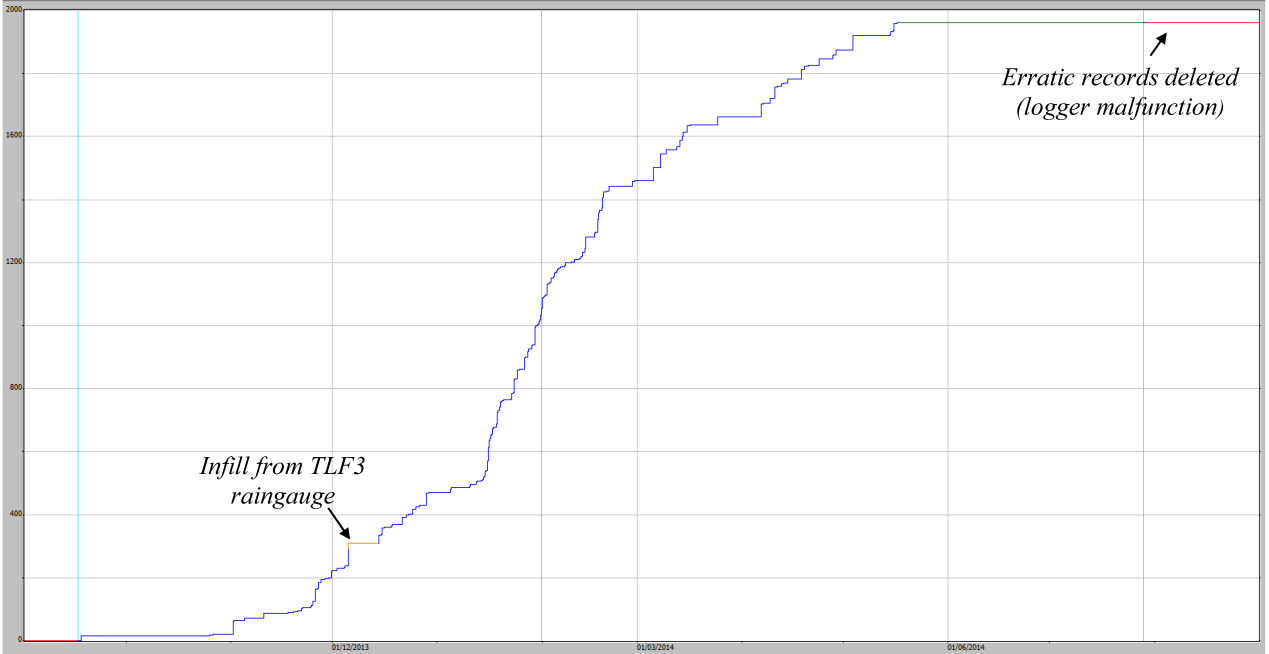 2000
Erratic records deleted
(logger malfunction)
1600
1200
800
Infill from TLF3
raingauge
400
0
01/12/2013
01/03/2014
01/06/2014